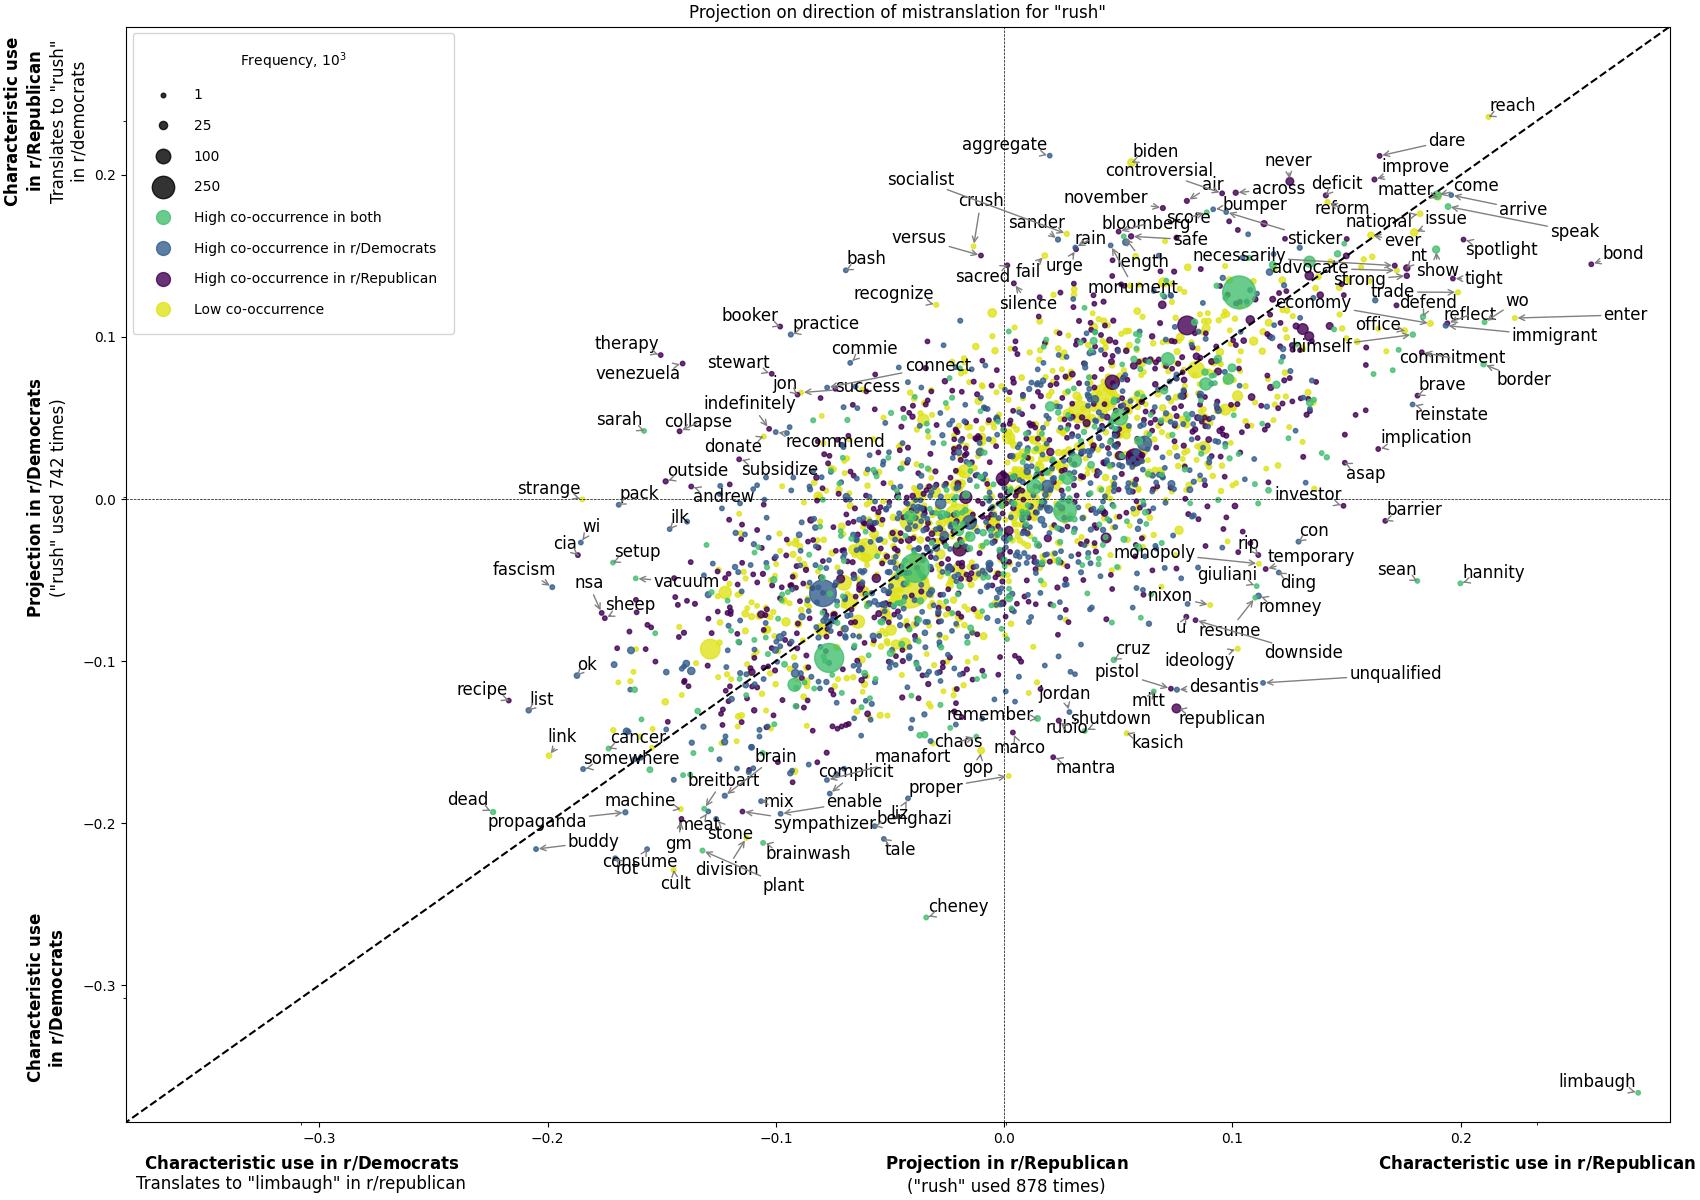 Projection on direction of mistranslation for "rush"
Characteristic use
in r/Republican
Translates to "rush"
in r/democrats
Projection in r/Democrats
("rush" used 742 times)
Characteristic use
in r/Democrats
Frequency, 10³
1
25
100
250
High co-occurrence in both
High co-occurrence in r/Democrats
High co-occurrence in r/Republican
Low co-occurrence
0.2
0.1
0.0
−0.1
−0.2
−0.3
reach
aggregate
biden
dare
controversial
never
improve
socialist
air
across
deficit
matter
come
crush
november
bumper
reform
arrive
sander
bloomberg
score
national
issue
speak
versus
rain
safe
sticker
ever
spotlight
bash
urge
length
necessarily
nt
bond
sacred
fail
advocate
show
recognize
silence
monument
strong
tight
trade
booker
practice
economy
defend
wo
office
reflect
enter
immigrant
therapy
commie
himself
commitment
venezuela
stewart
connect
border
jon
success
brave
indefinitely
reinstate
sarah
collapse
donate
recommend
implication
outside
subsidize
asap
strange
pack
andrew
investor
wi
ilk
barrier
cia
setup
con
monopoly
rip
temporary
fascism
nsa
vacuum
giuliani
ding
sean
hannity
sheep
nixon
romney
u
resume
ok
cruz
ideology
downside
pistol
unqualified
recipe
list
jordan
mitt
desantis
remember
rubio
shutdown
republican
link
cancer
chaos
marco
kasich
somewhere
brain
manafort
gop
mantra
breitbart
complicit
proper
dead
machine
mix
enable
propaganda
meat
sympathizer
liz
benghazi
buddy
gm
stone
consume
rot
division
brainwash
tale
cult
plant
cheney
limbaugh
−0.3
−0.2
−0.1
0.0
0.1
0.2
Characteristic use in r/Democrats
Translates to "limbaugh" in r/republican
Projection in r/Republican
("rush" used 878 times)
Characteristic use in r/Republican